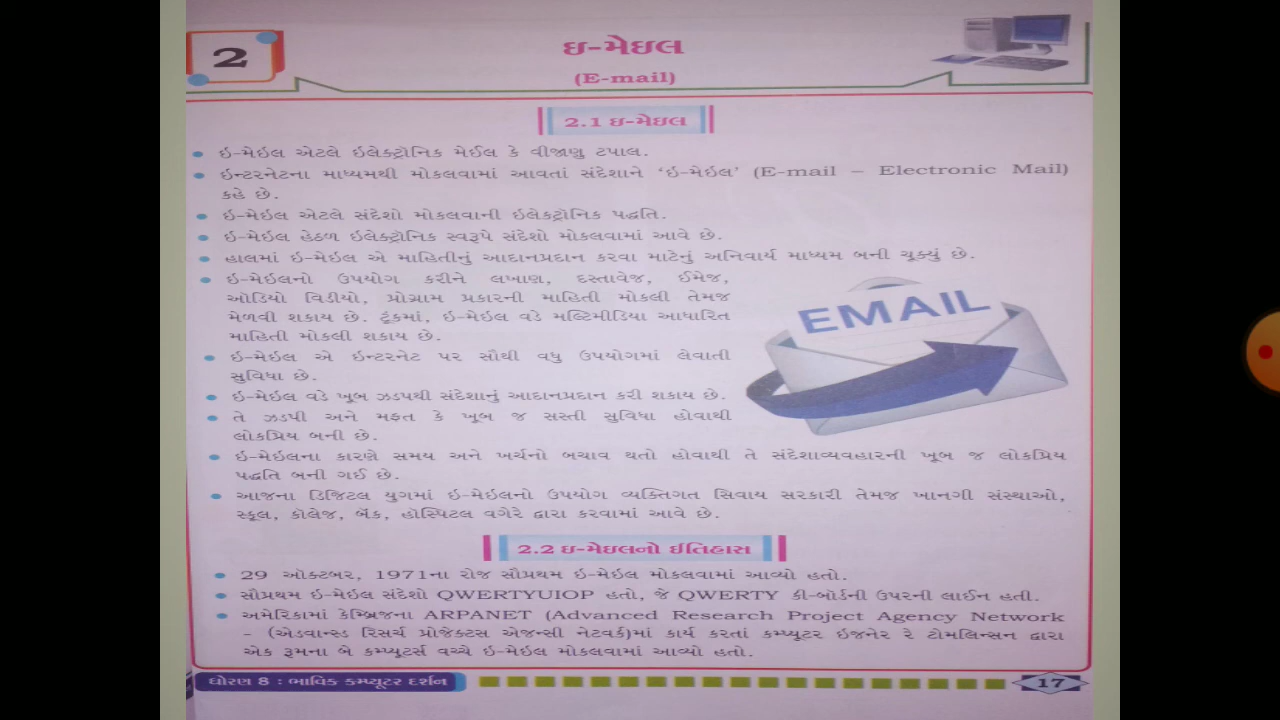 2
ઇ-મેઇલ
(E-mail)
2.1 ઇ-મેઇલ
ઇ-મેઇલ એટલે ઇલેક્ટ્રૉનિક મેઈલ કે વીજાણુ ટપાલ.
ઇન્ટરનેટના માધ્યમથી મોકલવામાં આવતાં સંદેશાને ‘ઇ-મેઈલ’ (E-mail – Electronic Mail)
કહે છે.
ઇ-મેઇલ એટલે સંદેશો મોકલવાની ઇલેક્ટ્રૉનિક પદ્ધતિ.
ઇ-મેઇલ હેઠળ ઇલેક્ટ્રૉનિક સ્વરૂપે સંદેશો મોકલવામાં આવે છે.
હાલમાં ઇ-મેઇલ એ માહિતીનું આદાનપ્રદાન કરવા માટેનું અનિવાર્ય માધ્યમ બની ચૂક્યું છે.
ઇ-મેઇલનો ઉપયોગ કરીને લખાણ, દસ્તાવેજ, ઈમેજ,
ઑડિયો વિડીયો, પ્રોગ્રામ પ્રકારની માહિતી મોકલી તેમજ
મેળવી શકાય છે. ટૂંકમાં, ઇ-મેઇલ વડે મલ્ટિમીડિયા આધારિત
માહિતી મોકલી શકાય છે.
ઇ-મેઇલ એ ઇન્ટરનેટ પર સૌથી વધુ ઉપયોગમાં લેવાતી
સુવિધા છે.
ઇ-મેઇલ વડે ખૂબ ઝડપથી સંદેશાનું આદાનપ્રદાન કરી શકાય છે.
તે ઝડપી અને મફત કે ખૂબ જ સસ્તી સુવિધા હોવાથી
લોકપ્રિય બની છે.
EMAIL
ઇ-મેઇલના કારણે સમય અને ખર્ચનો બચાવ થતો હોવાથી તે સંદેશાવ્યવહારની ખૂબ જ લોકપ્રિય
પદ્ધતિ બની ગઈ છે.
આજના ડિજિટલ યુગમાં ઇ-મેઇલનો ઉપયોગ વ્યક્તિગત સિવાય સરકારી તેમજ ખાનગી સંસ્થાઓ,
સ્કૂલ, કૉલેજ, બૅંક, હોસ્પિટલ વગેરે દ્વારા કરવામાં આવે છે.
2.2 ઇ-મેઇલનો ઈતિહાસ
29 ઑક્ટબર, 1971ના રોજ સૌપ્રથમ ઇ-મેઇલ મોકલવામાં આવ્યો હતો.
સૌપ્રથમ ઇ-મેઇલ સંદેશો QWERTYUIOP હતો, જે QWERTY કી-બૉર્ડની ઉપરની લાઈન હતી.
અમેરિકામાં કેમ્બ્રિજના ARPANET (Advanced Research Project Agency Network
- (એડવાન્સ્ડ રિસર્ચ પ્રોજેક્ટસ એજન્સી નેટવર્ક)માં કાર્ય કરતાં કમ્પ્યૂટર ઇજનેર રે ટોમલિન્સન દ્વારા
એક રૂમના બે કમ્પ્યૂટર્સ વચ્ચે ઇ-મેઇલ મોકલવામાં આવ્યો હતો.
ધોરણ 8 : ભાવિક કમ્પ્યૂટર દર્શન
17